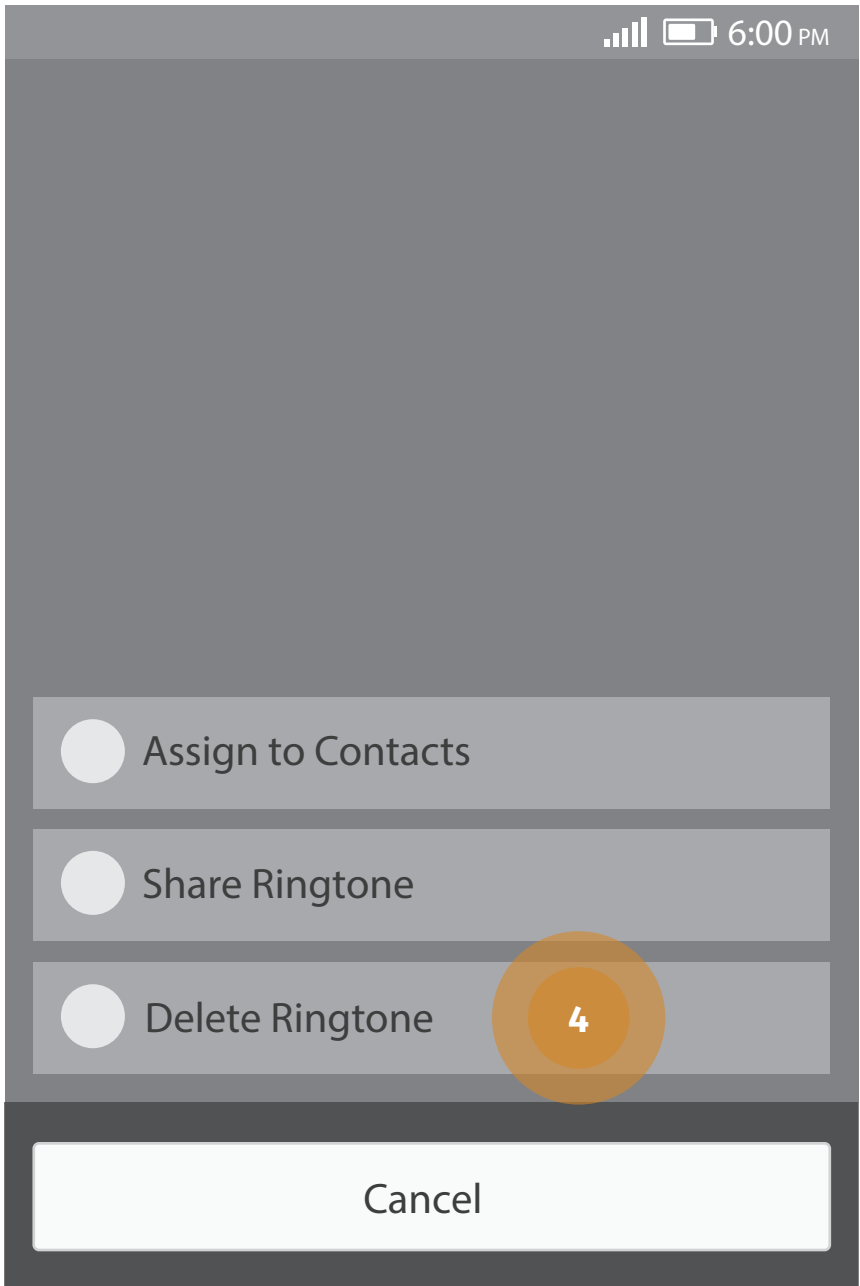 6:00 PM
Assign to Contacts
Share Ringtone
Delete Ringtone 4
Cancel